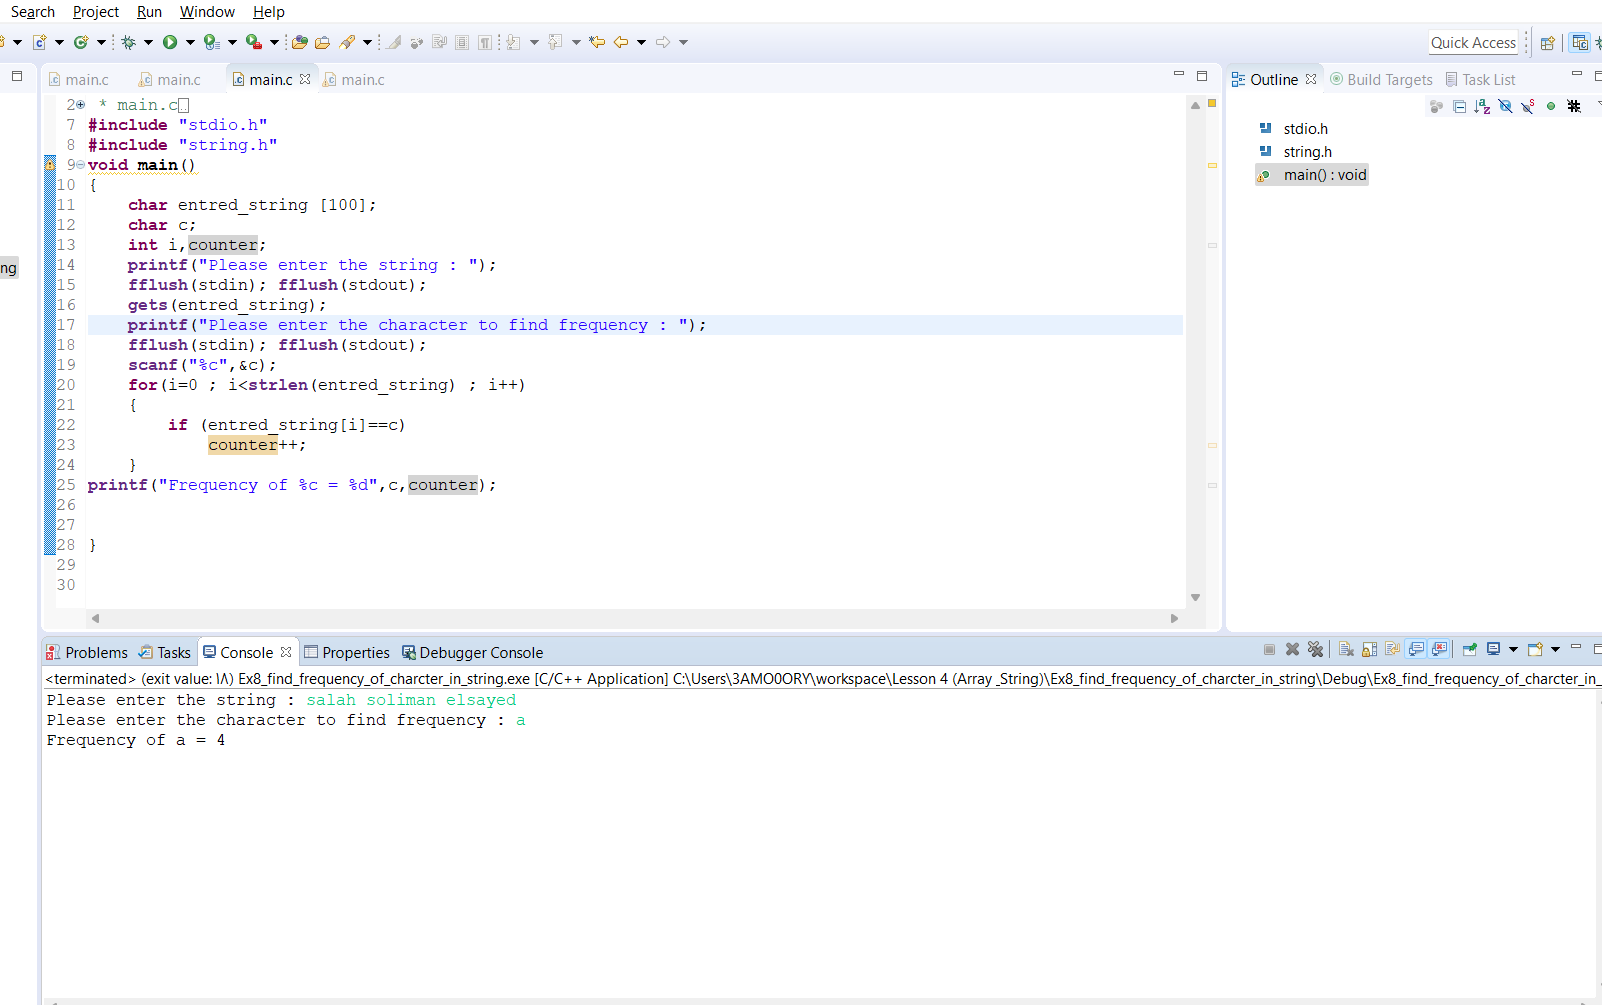 Search Project Run Window Help
Quick Access
main.c main.c main.c main.c
Outline Build Targets Task List
2 * main.c
7 #include "stdio.h"
8 #include "string.h"
9 void main()
10 {
11 char entred_string [100];
12 char c;
13 int i,counter;
14 printf("Please enter the string : ");
15 fflush(stdin); fflush(stdout);
16 gets(entred_string);
17 printf("Please enter the character to find frequency : ");
18 fflush(stdin); fflush(stdout);
19 scanf("%c",&c);
20 for(i=0 ; i<strlen(entred_string) ; i++)
21 {
22 if (entred_string[i]==c)
23 counter++;
24 }
25 printf("Frequency of %c = %d",c,counter);
26
27
28 }
29
30
ng
stdio.h
string.h
main() : void
Problems Tasks Console Properties Debugger Console
<terminated> (exit value: ١٨) Ex8_find_frequency_of_charcter_in_string.exe [C/C++ Application] C:\Users\3AMO0ORY\workspace\Lesson 4 (Array _String)\Ex8_find_frequency_of_charcter_in_string\Debug\Ex8_find_frequency_of_charcter_in_
Please enter the string : salah soliman elsayed
Please enter the character to find frequency : a
Frequency of a = 4